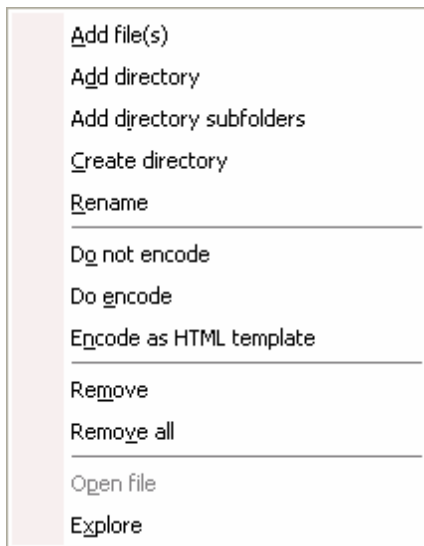 Add file(s)
Add directory
Add directory subfolders
Create directory
Rename
Do not encode
Do encode
Encode as HTML template
Remove
Remove all
Open file
Explore